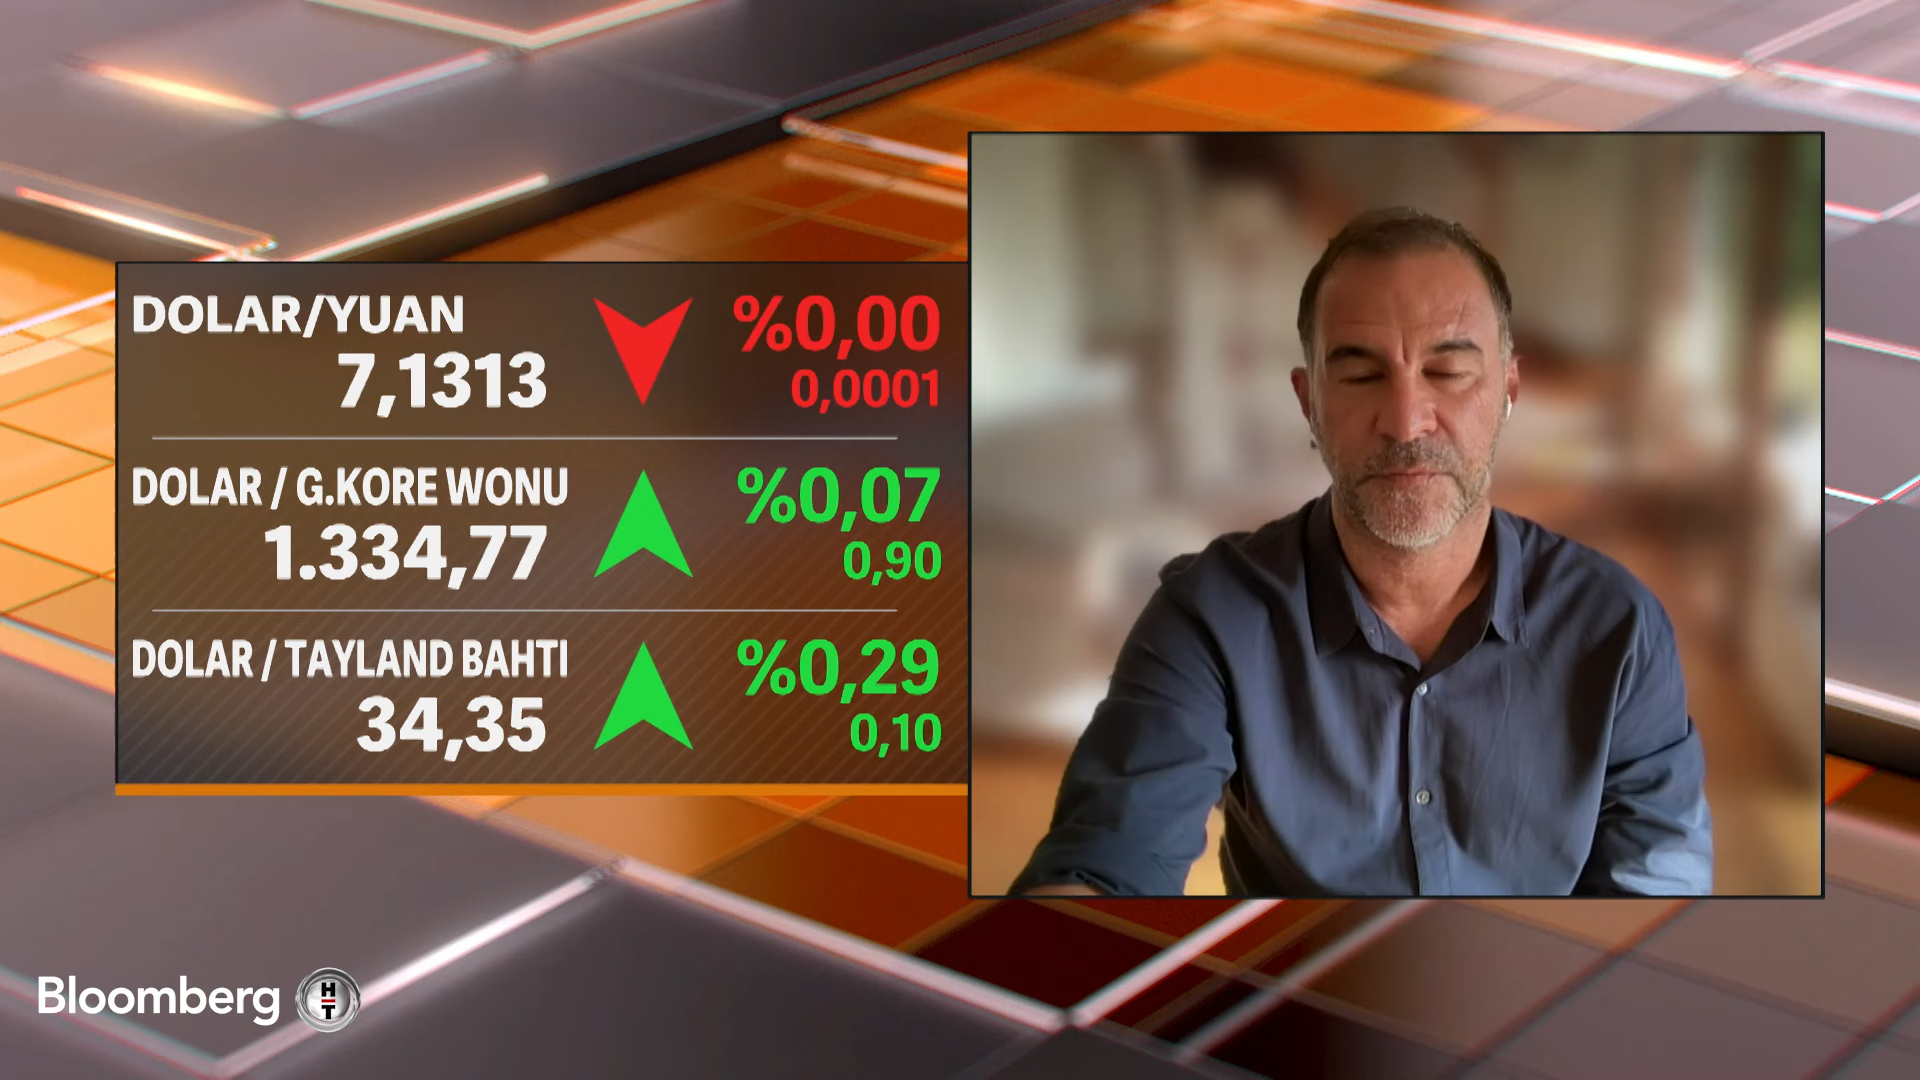 DOLAR/YUAN
7,1313
%0,00
0,0001
DOLAR / G.KORE WONU
1.334,77
%0,07
0,90
DOLAR / TAYLAND BAHTI
34,35
%0,29
0,10
Bloomberg HT